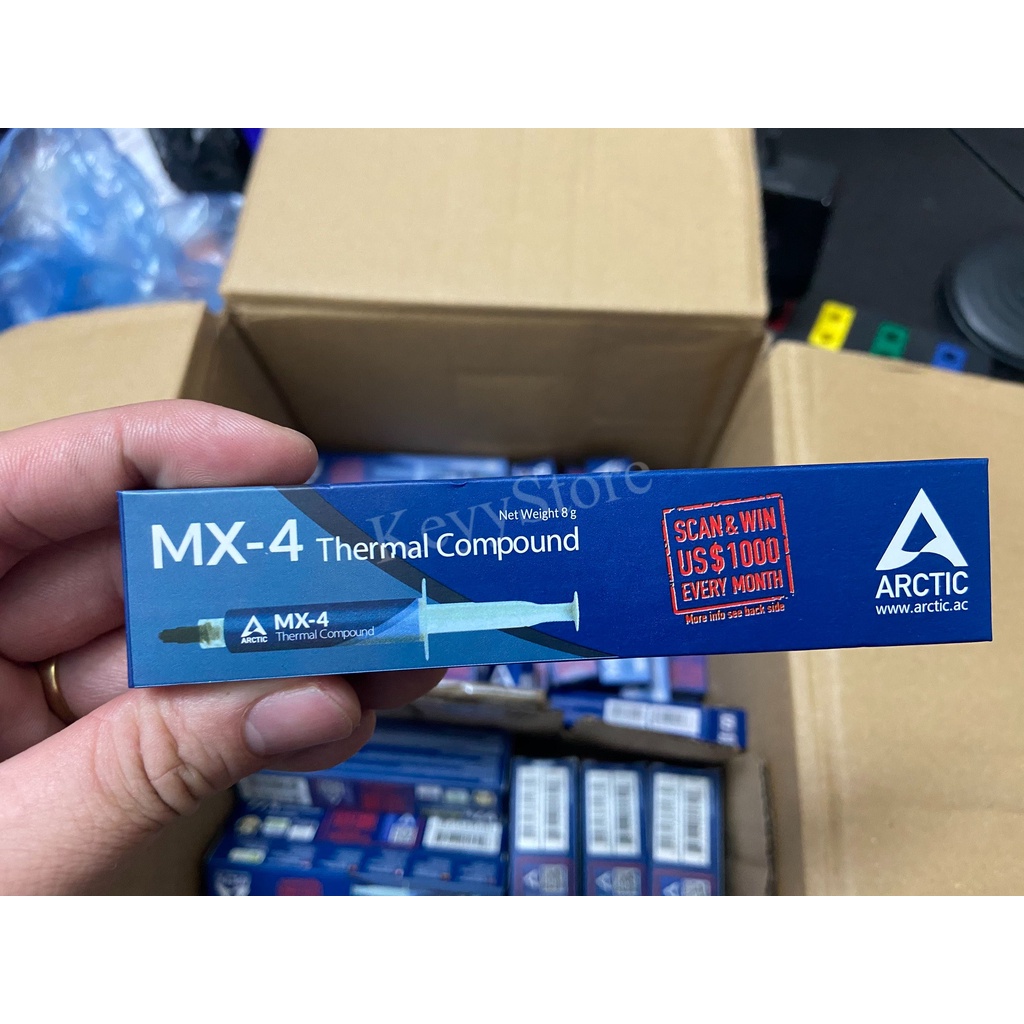 KeyyStore
Net Weight 8 g
MX-4 Thermal Compound
SCAN & WIN
US$1000
EVERY MONTH
More info see back side
ARCTIC
www.arctic.ac
ARCTIC
MX-4
Thermal Compound